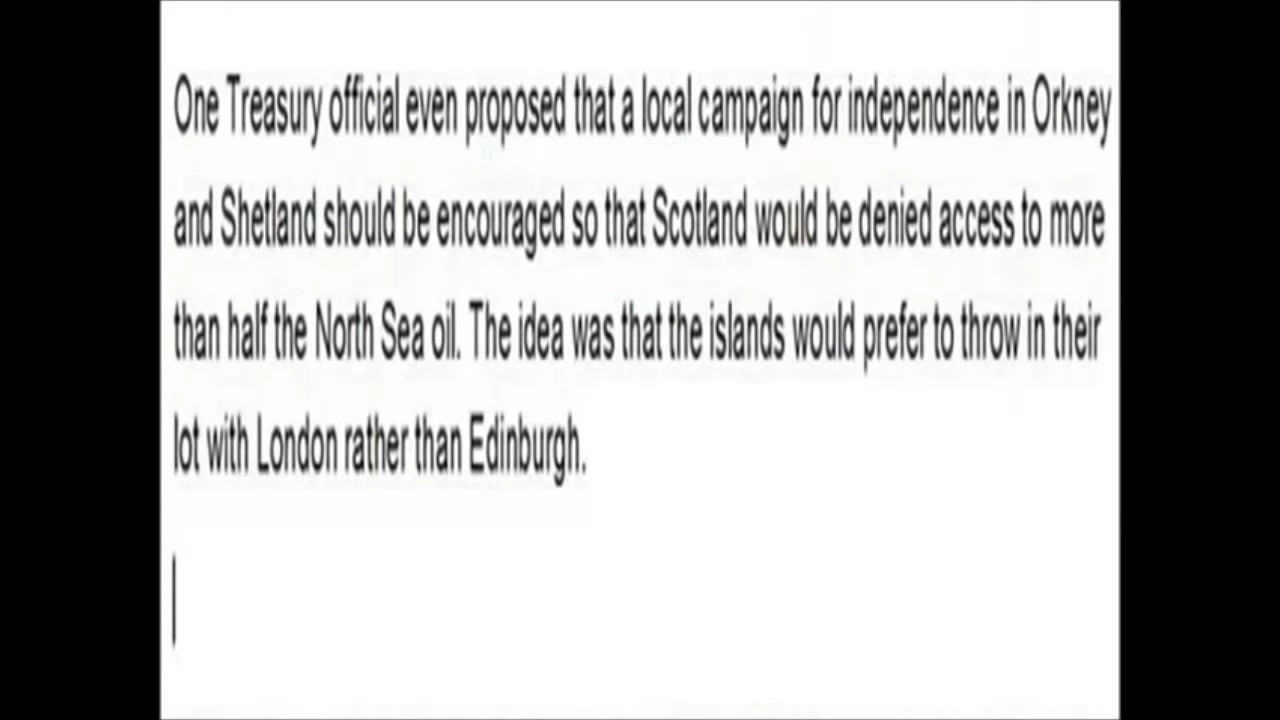 One Treasury official even proposed that a local campaign for independence in Orkney
and Shetland should be encouraged so that Scotland would be denied access to more
than half the North Sea oil. The idea was that the islands would prefer to throw in their
lot with London rather than Edinburgh.